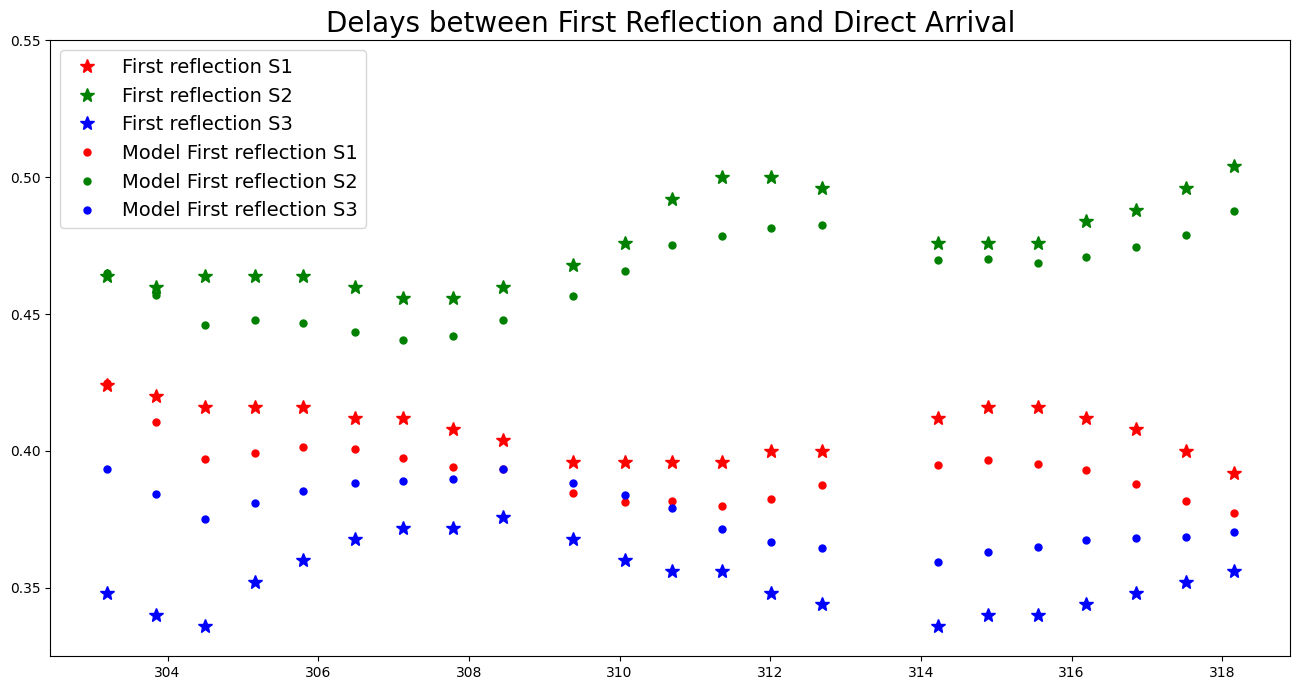 Delays between First Reflection and Direct Arrival
0.55
0.50
0.45
0.40
0.35
First reflection S1
First reflection S2
First reflection S3
Model First reflection S1
Model First reflection S2
Model First reflection S3
304 306 308 310 312 314 316 318